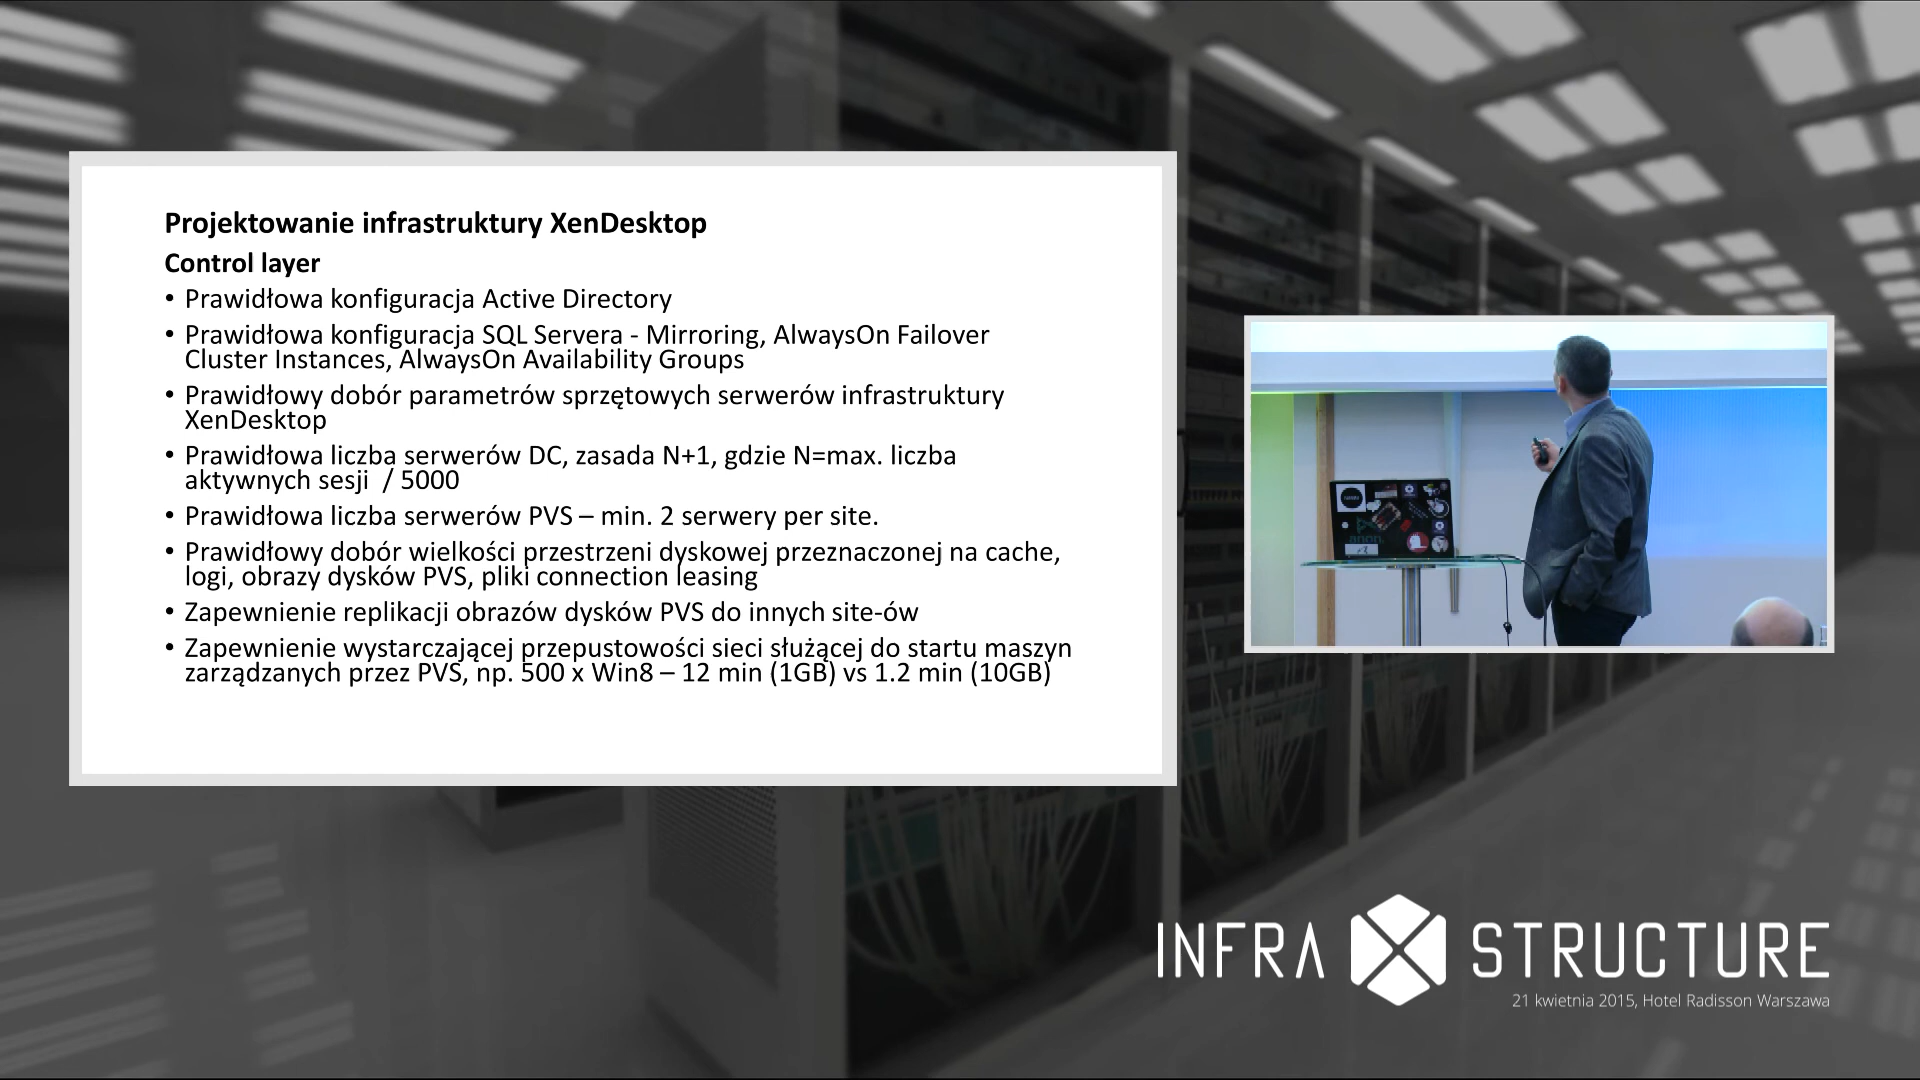 Projektowanie infrastruktury XenDesktop
Control layer
• Prawidłowa konfiguracja Active Directory
• Prawidłowa konfiguracja SQL Servera - Mirroring, AlwaysOn Failover
Cluster Instances, AlwaysOn Availability Groups
• Prawidłowy dobór parametrów sprzętowych serwerów infrastruktury
XenDesktop
• Prawidłowa liczba serwerów DC, zasada N+1, gdzie N=max. liczba
aktywnych sesji  / 5000
• Prawidłowa liczba serwerów PVS – min. 2 serwery per site.
• Prawidłowy dobór wielkości przestrzeni dyskowej przeznaczonej na cache,
logi, obrazy dysków PVS, pliki connection leasing
• Zapewnienie replikacji obrazów dysków PVS do innych site-ów
• Zapewnienie wystarczającej przepustowości sieci służącej do startu maszyn
zarządzanych przez PVS, np. 500 x Win8 – 12 min (1GB) vs 1.2 min (10GB)
INFRA STRUCTURE
21 kwietnia 2015, Hotel Radisson Warszawa